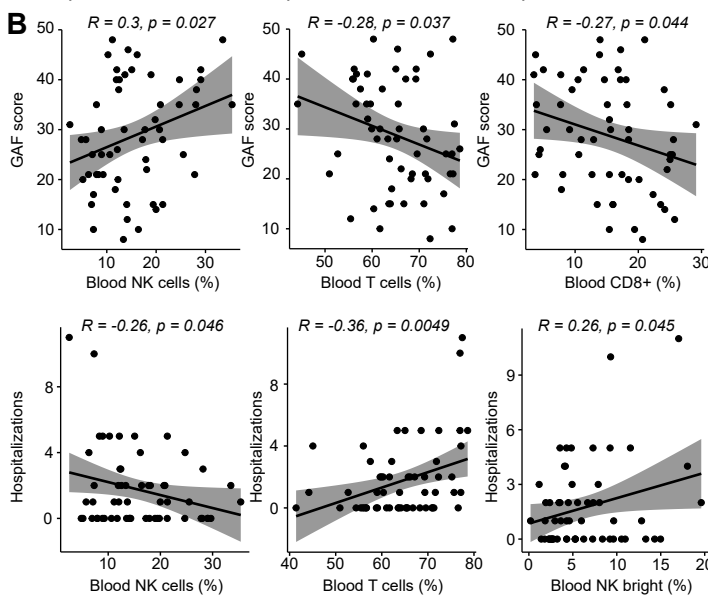 B
R = 0.3, p = 0.027
R = -0.28, p = 0.037
R = -0.27, p = 0.044
GAF score
50
40
30
20
10
10
20
30
Blood NK cells (%)
GAF score
50
40
30
20
10
50
60
70
80
Blood T cells (%)
GAF score
50
40
30
20
10
0
10
20
29
Blood CD8+ (%)
R = -0.26, p = 0.046
R = -0.36, p = 0.0049
R = 0.26, p = 0.045
Hospitalizations
8
4
0
10
20
30
Blood NK cells (%)
Hospitalizations
8
4
0
40
50
60
70
80
Blood T cells (%)
Hospitalizations
9
6
3
0
0
5
10
15
20
Blood NK bright (%)